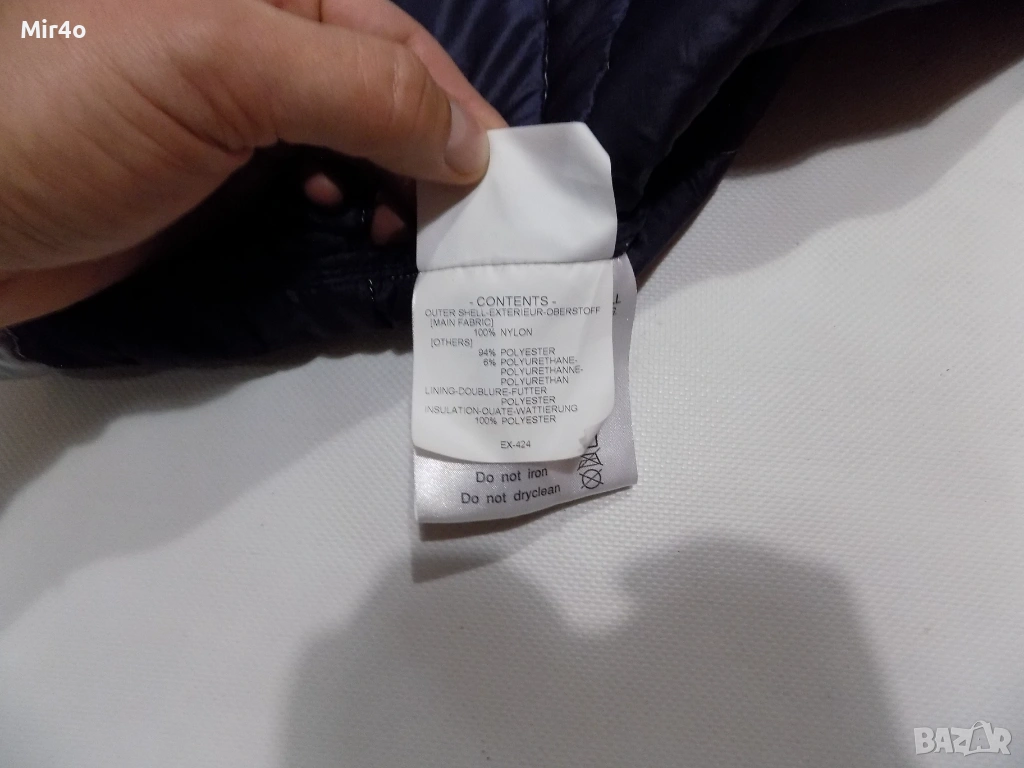 Mir4o
- CONTENTS -
OUTER SHELL-EXTERIEUR-OBERSTOFF
[MAIN FABRIC]
100% NYLON
[OTHERS]
94% POLYESTER
6% POLYURETHANE-
POLYURETHANNE-
POLYURETHAN
LINING-DOUBLURE-FUTTER
POLYESTER
INSULATION-OUATE-WATTIERUNG
100% POLYESTER
EX-424
Do not iron
Do not dryclean
BAZAR